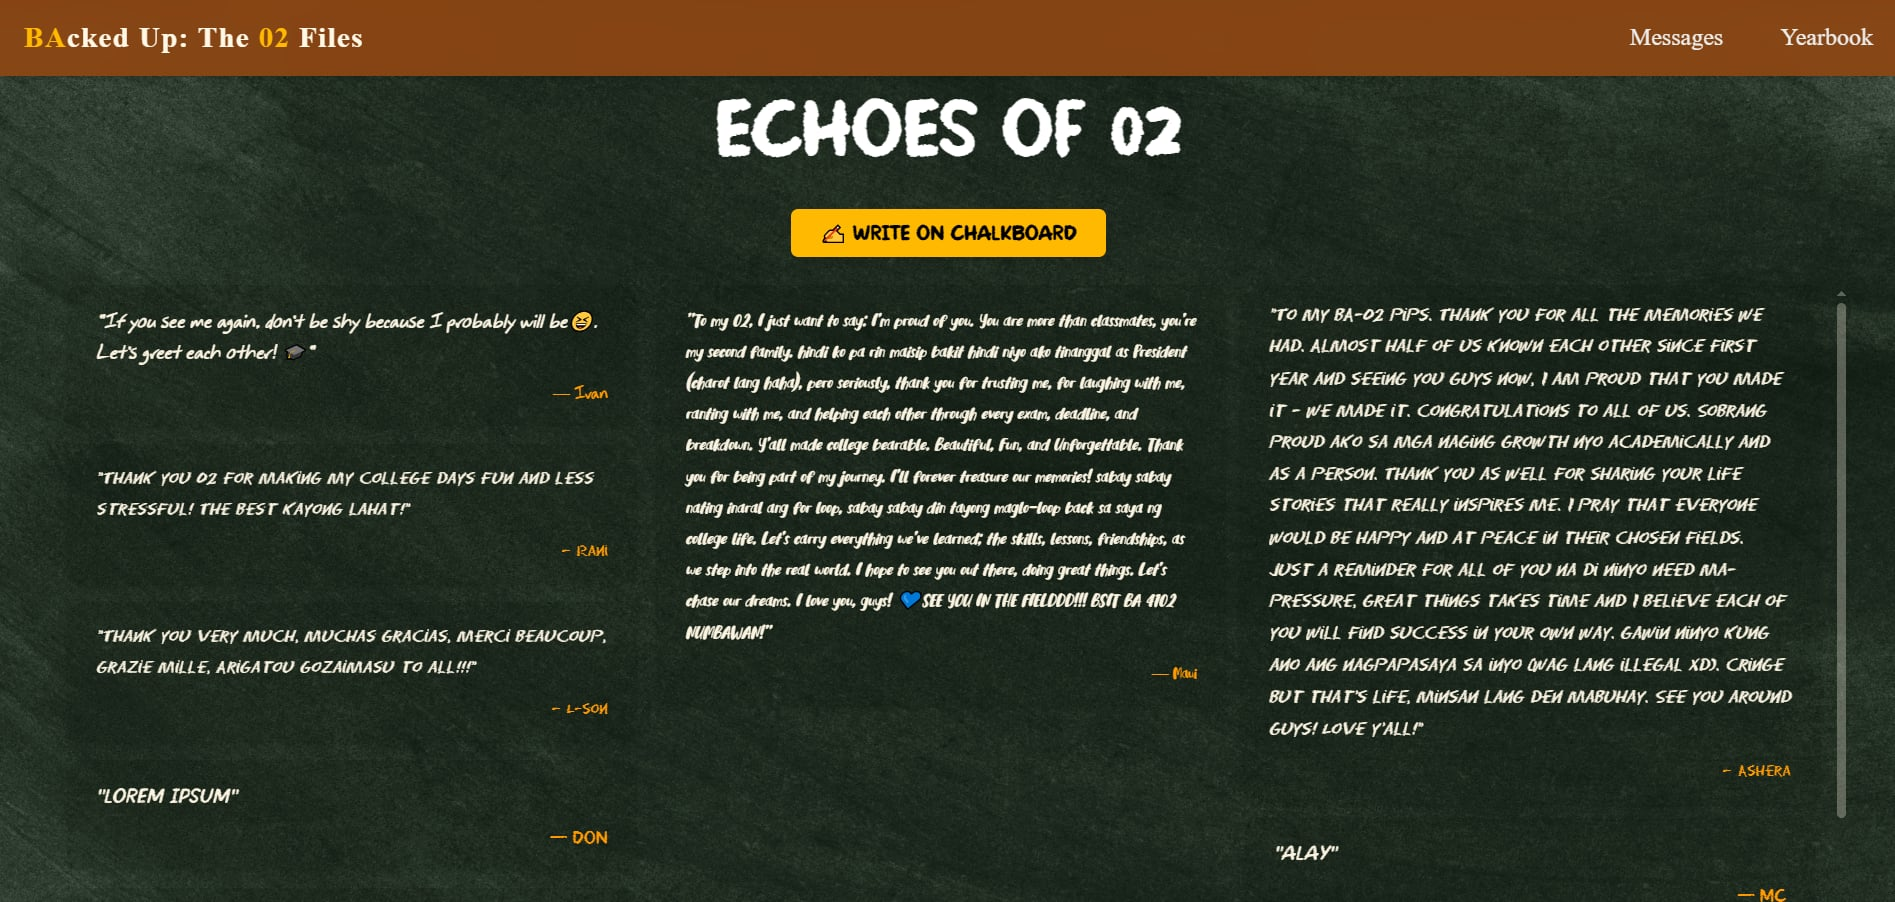 BAcked Up: The 02 Files
Messages
Yearbook
ECHOES OF 02
✍️ WRITE ON CHALKBOARD
"If you see me again, don't be shy because I probably will be 😆.
Let's greet each other! 🎓"
— Ivan
"THANK YOU 02 FOR MAKING MY COLLEGE DAYS FUN AND LESS
STRESSFUL! THE BEST KAYONG LAHAT!"
- RANI
"THANK YOU VERY MUCH, MUCHAS GRACIAS, MERCI BEAUCOUP,
GRAZIE MILLE, ARIGATOU GOZAIMASU TO ALL!!!"
- L-SON
"LOREM IPSUM"
— DON
"To my 02, I just want to say: I'm proud of you. You are more than classmates, you're
my second family. hindi ko pa rin maisip bakit hindi niyo ako tinanggal as President
(charot lang haha), pero seriously, thank you for trusting me, for laughing with me,
ranting with me, and helping each other through every exam, deadline, and
breakdown. Y'all made college bearable. Beautiful, Fun, and Unforgettable. Thank
you for being part of my journey. I'll forever treasure our memories! sabay sabay
nating inaral ang for loop, sabay sabay din tayong maglo-loop back sa saya ng
college life. Let's carry everything we've learned; the skills, lessons, friendships, as
we step into the real world. I hope to see you out there, doing great things. Let's
chase our dreams. I love you, guys! 💙SEE YOU IN THE FIELDDD!!! BSIT BA 4102
NUMBAWAN!"
— Maui
"TO MY BA-02 PIPS. THANK YOU FOR ALL THE MEMORIES WE
HAD. ALMOST HALF OF US KNOWN EACH OTHER SINCE FIRST
YEAR AND SEEING YOU GUYS NOW, I AM PROUD THAT YOU MADE
IT - WE MADE IT. CONGRATULATIONS TO ALL OF US. SOBRANG
PROUD AKO SA MGA NAGING GROWTH NYO ACADEMICALLY AND
AS A PERSON. THANK YOU AS WELL FOR SHARING YOUR LIFE
STORIES THAT REALLY INSPIRES ME. I PRAY THAT EVERYONE
WOULD BE HAPPY AND AT PEACE IN THEIR CHOSEN FIELDS.
JUST A REMINDER FOR ALL OF YOU NA DI NINYO NEED MA-
PRESSURE, GREAT THINGS TAKES TIME AND I BELIEVE EACH OF
YOU WILL FIND SUCCESS IN YOUR OWN WAY. GAWIN NINYO KUNG
ANO ANG NAGPAPASAYA SA INYO (WAG LANG ILLEGAL XD). CRINGE
BUT THAT'S LIFE, MINSAN LANG DEN MABUHAY. SEE YOU AROUND
GUYS! LOVE Y'ALL!"
- ASHERA
"ALAY"
— MC